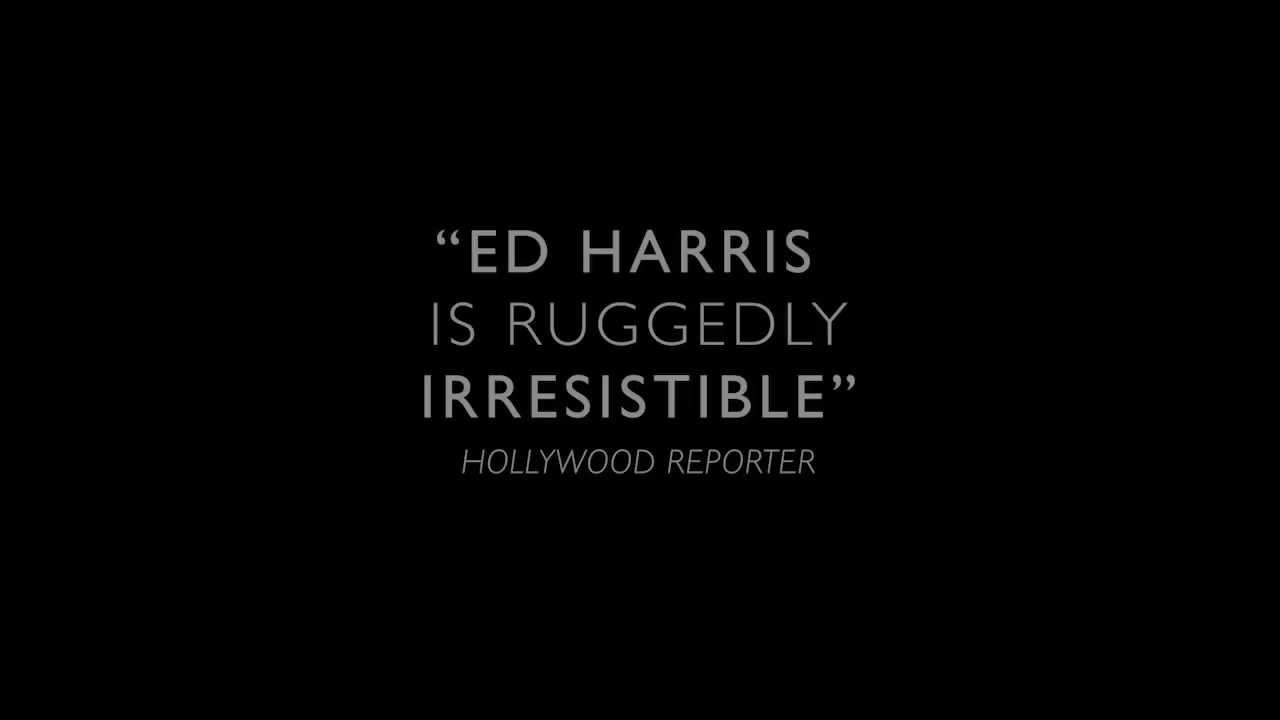 “ED HARRIS
IS RUGGEDLY
IRRESISTIBLE”
HOLLYWOOD REPORTER